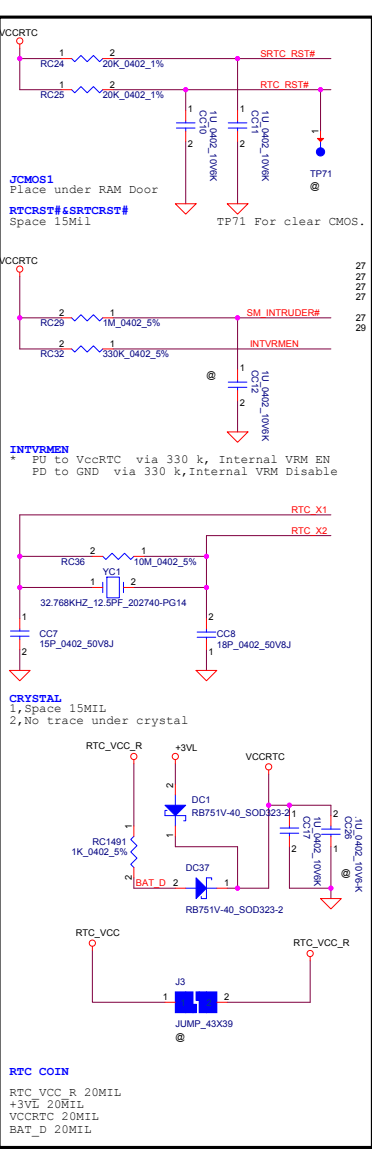 VCCRTC
1 2 SRTC_RST#
RC24 20K_0402_1%
1 2 RTC_RST#
RC25 20K_0402_1%
1 1
CC10
1U_0402_10V6K
CC11
1U_0402_10V6K
2 2
1
TP71
@
JCMOS1
Place under RAM Door
RTCRST#&SRTCRST#
Space 15Mil
TP71 For clear CMOS.
VCCRTC
27
27
27
27
27
29
2 1 SM_INTRUDER#
RC29 1M_0402_5%
2 1 INTVRMEN
RC32 330K_0402_5%
@
1
CC12
1U_0402_10V6K
2
INTVRMEN
* PU to VccRTC via 330 k, Internal VRM EN
PD to GND via 330 k,Internal VRM Disable
RTC_X1
RTC_X2
2 1
RC36 10M_0402_5%
YC1
1 2
32.768KHZ_12.5PF_202740-PG14
1
CC7
15P_0402_50V8J
2
2
CC8
18P_0402_50V8J
1
CRYSTAL
1,Space 15MIL
2,No trace under crystal
RTC_VCC_R
+3VL
VCCRTC
2
DC1
RB751V-40_SOD323-2
1
1
RC1491
1K_0402_5%
2
BAT_D
DC37
2 1
RB751V-40_SOD323-2
1
CC17
1U_0402_10V6K
2
2
CC26
.1U_0402_10V6-K
1
@
RTC_VCC
RTC_VCC_R
J3
1 2
JUMP_43X39
@
RTC COIN
RTC_VCC_R 20MIL
+3VL 20MIL
VCCRTC 20MIL
BAT_D 20MIL